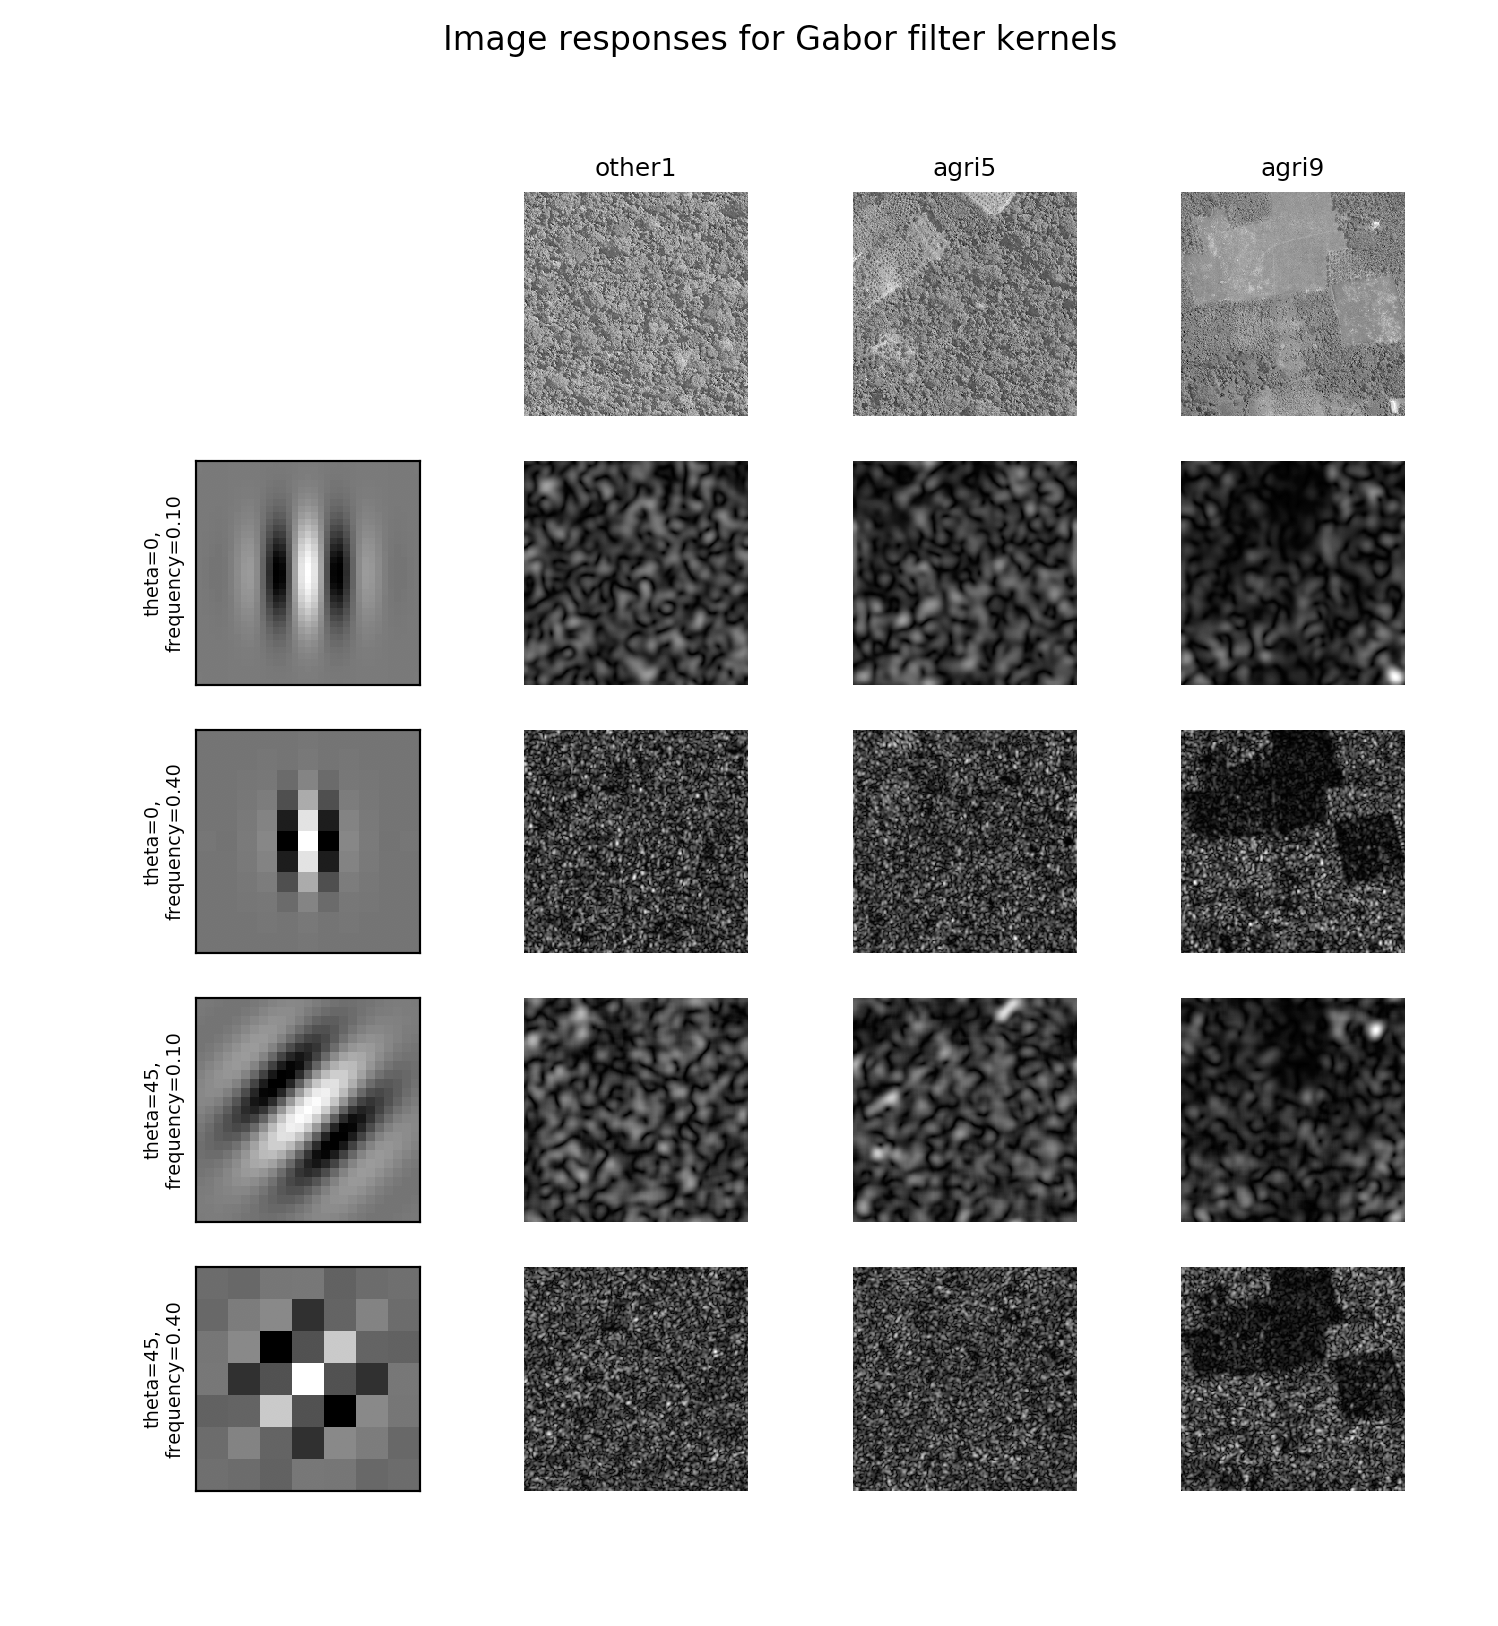 Image responses for Gabor filter kernels
other1
agri5
agri9
theta=0,
frequency=0.10
theta=0,
frequency=0.40
theta=45,
frequency=0.10
theta=45,
frequency=0.40